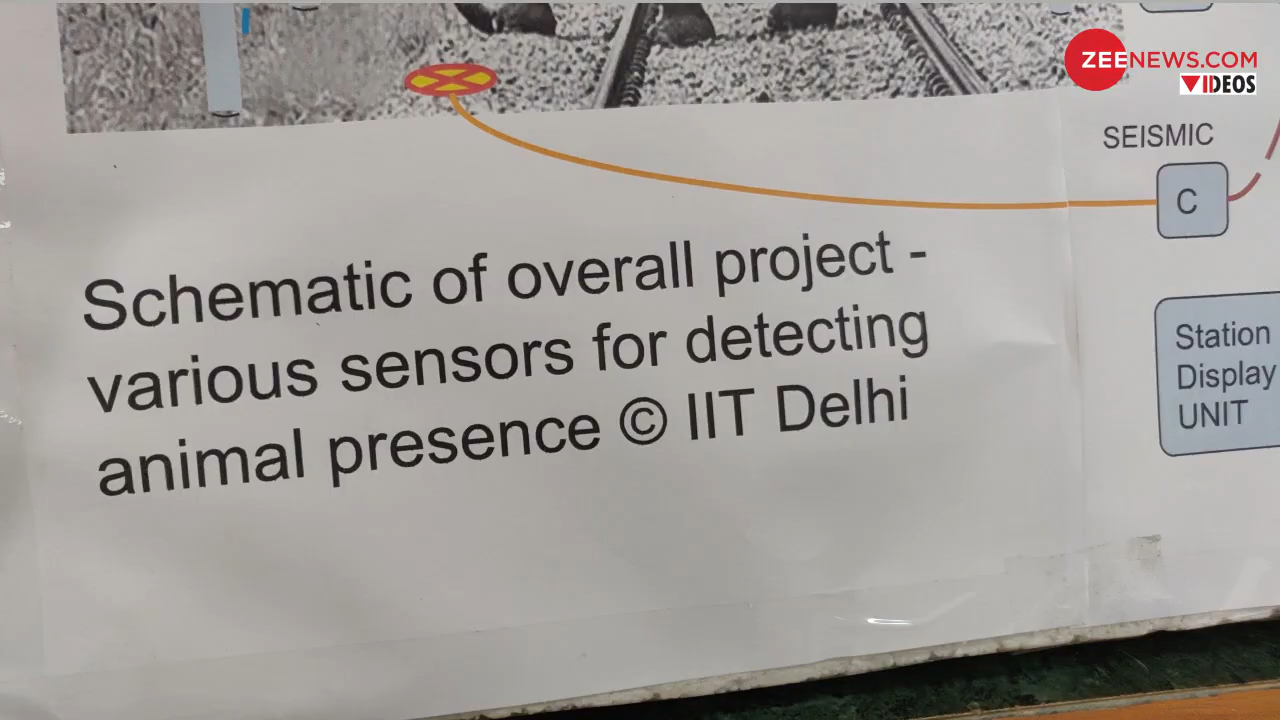 ZEENEWS.COM
VIDEOS
SEISMIC
C
Schematic of overall project -
various sensors for detecting
animal presence © IIT Delhi
Station
Display
UNIT